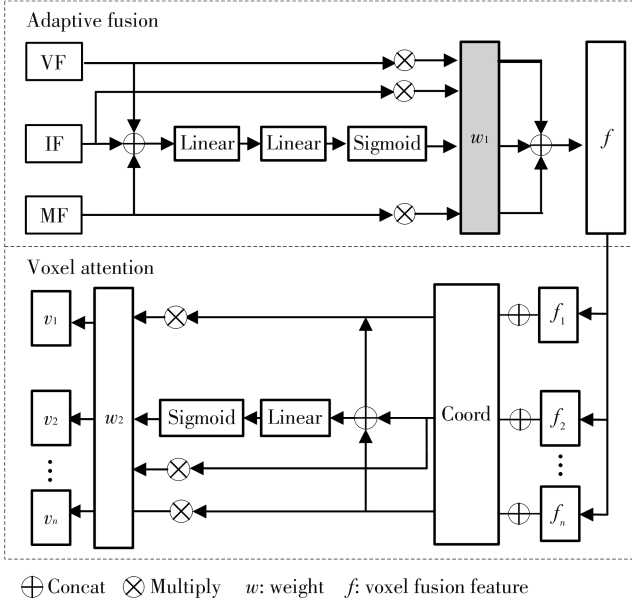 Adaptive fusion
VF
IF
MF
Linear
Linear
Sigmoid
w1
f
Voxel attention
v1
v2
vn
w2
Sigmoid
Linear
Coord
f1
f2
fn
Concat Multiply w: weight f: voxel fusion feature